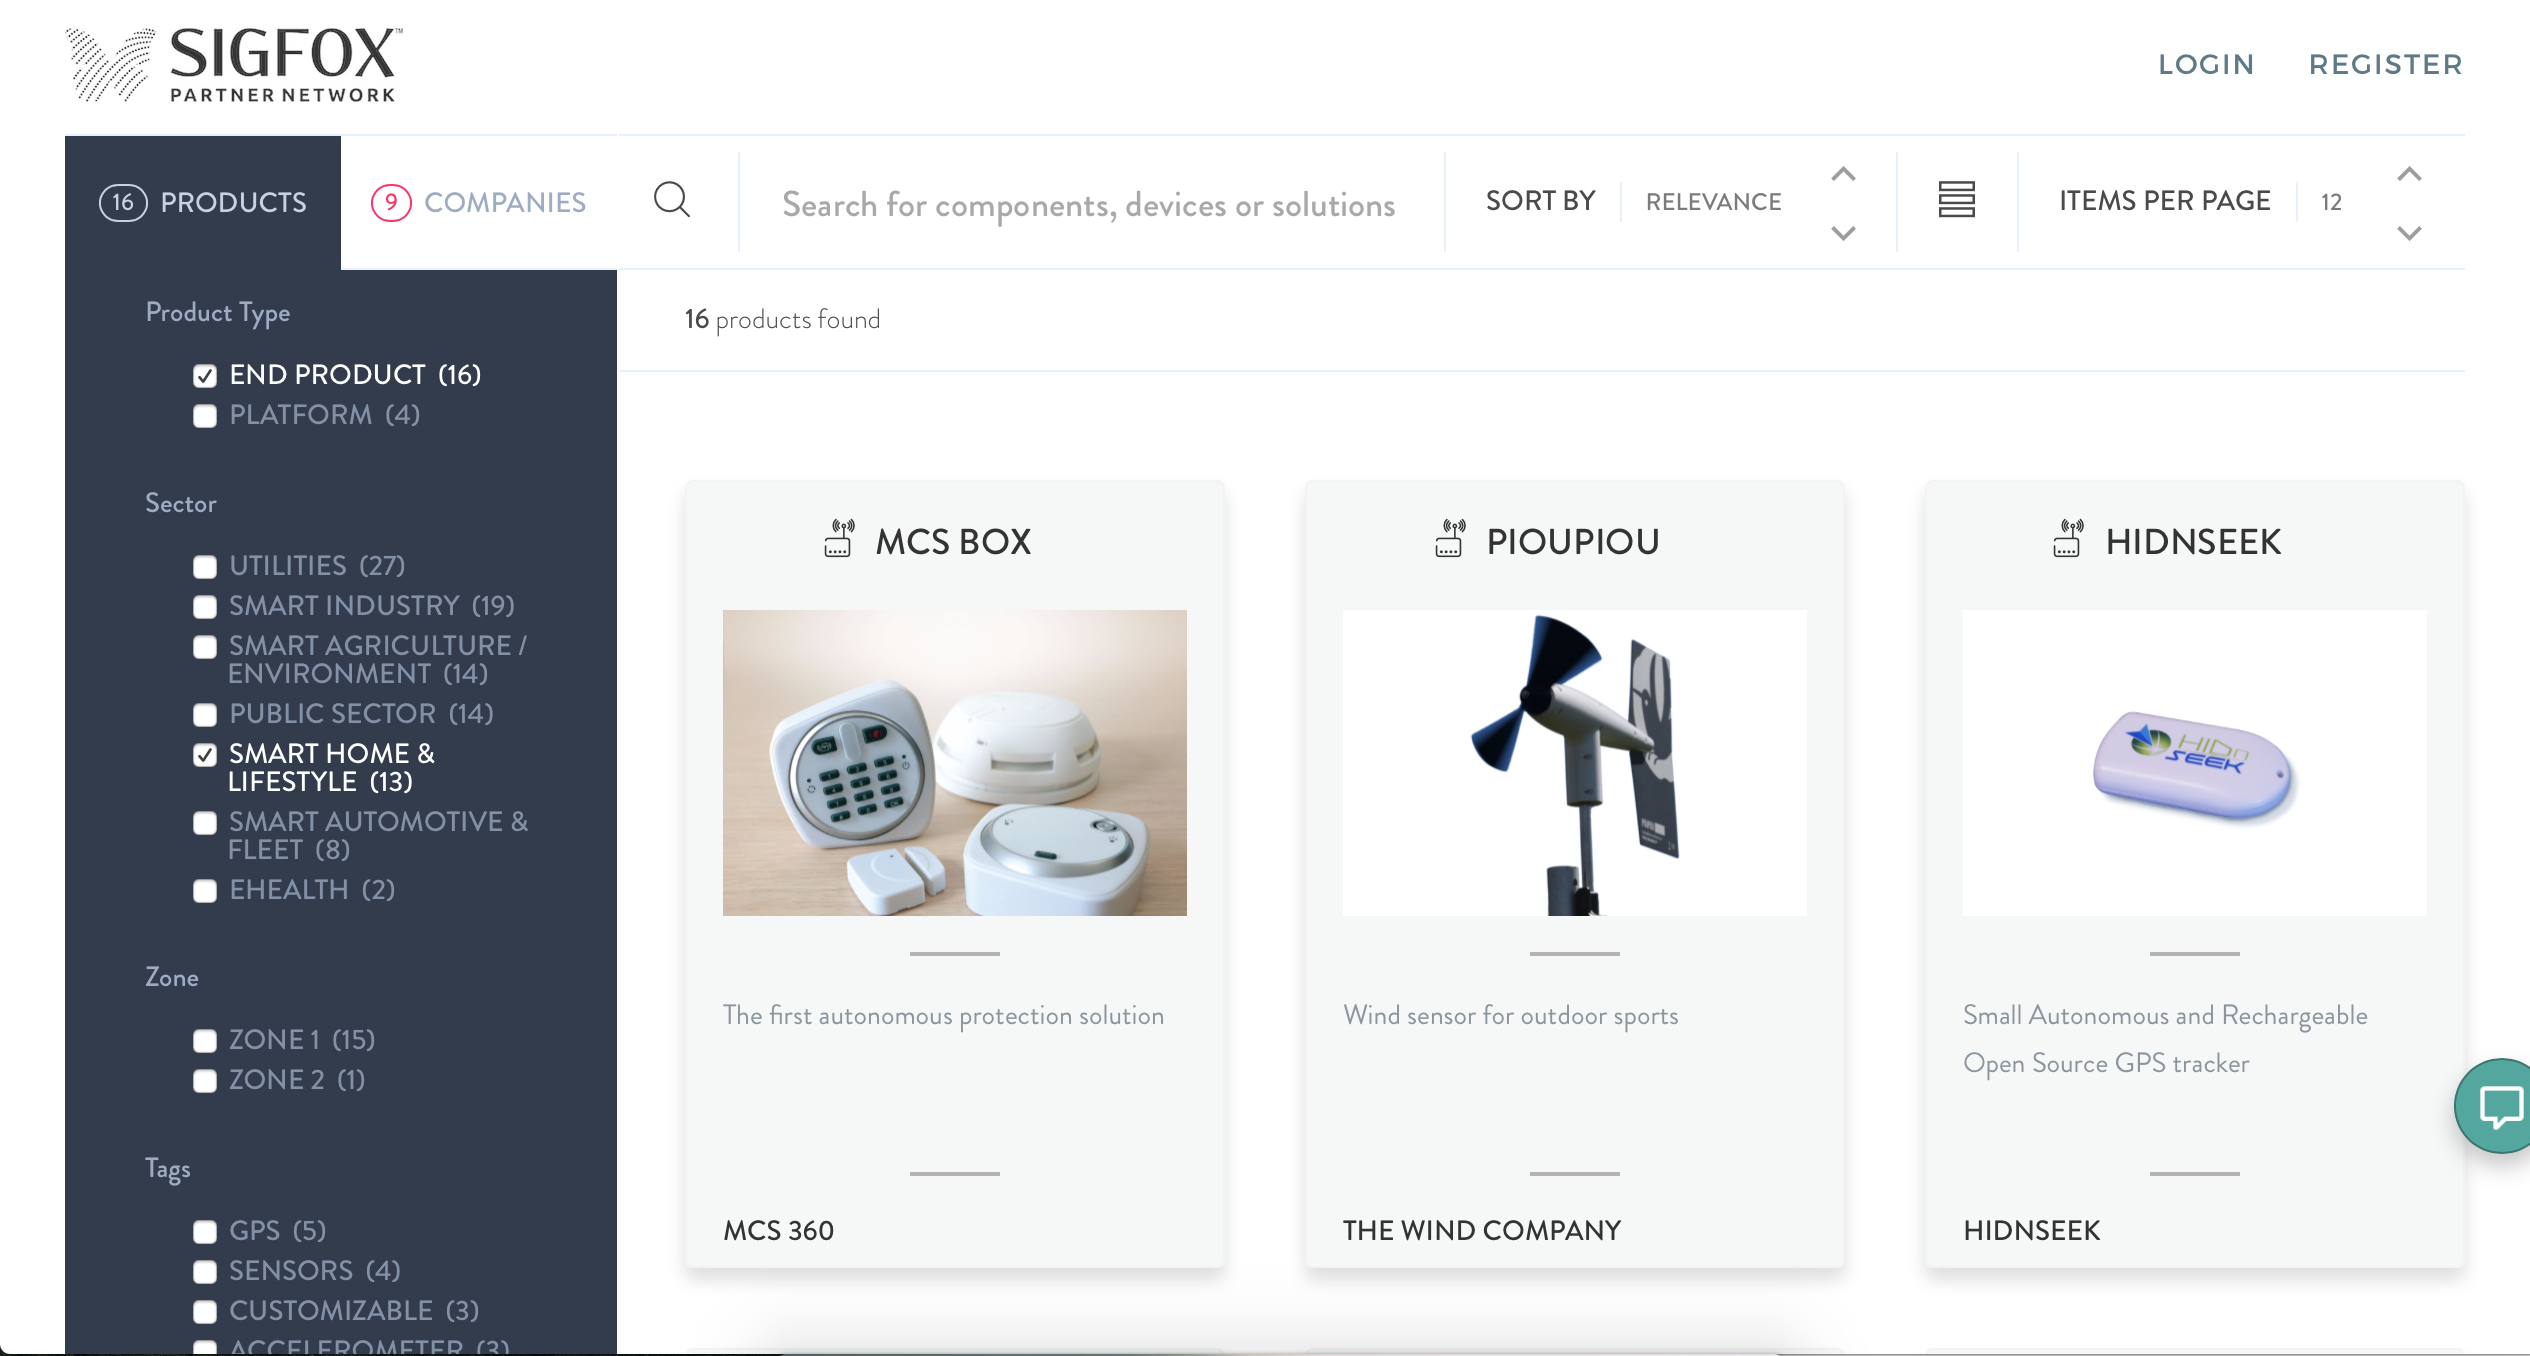 SIGFOX™
PARTNER NETWORK
LOGIN
REGISTER
16 PRODUCTS
9 COMPANIES
Search for components, devices or solutions
SORT BY
RELEVANCE
ITEMS PER PAGE
12
Product Type
END PRODUCT (16)
PLATFORM (4)
Sector
UTILITIES (27)
SMART INDUSTRY (19)
SMART AGRICULTURE /
ENVIRONMENT (14)
PUBLIC SECTOR (14)
SMART HOME &
LIFESTYLE (13)
SMART AUTOMOTIVE &
FLEET (8)
EHEALTH (2)
Zone
ZONE 1 (15)
ZONE 2 (1)
Tags
GPS (5)
SENSORS (4)
CUSTOMIZABLE (3)
ACCELEROMETER (3)
16 products found
MCS BOX
The first autonomous protection solution
MCS 360
PIOUPIOU
Wind sensor for outdoor sports
THE WIND COMPANY
HIDNSEEK
HIDn
SEEK
Small Autonomous and Rechargeable
Open Source GPS tracker
HIDNSEEK